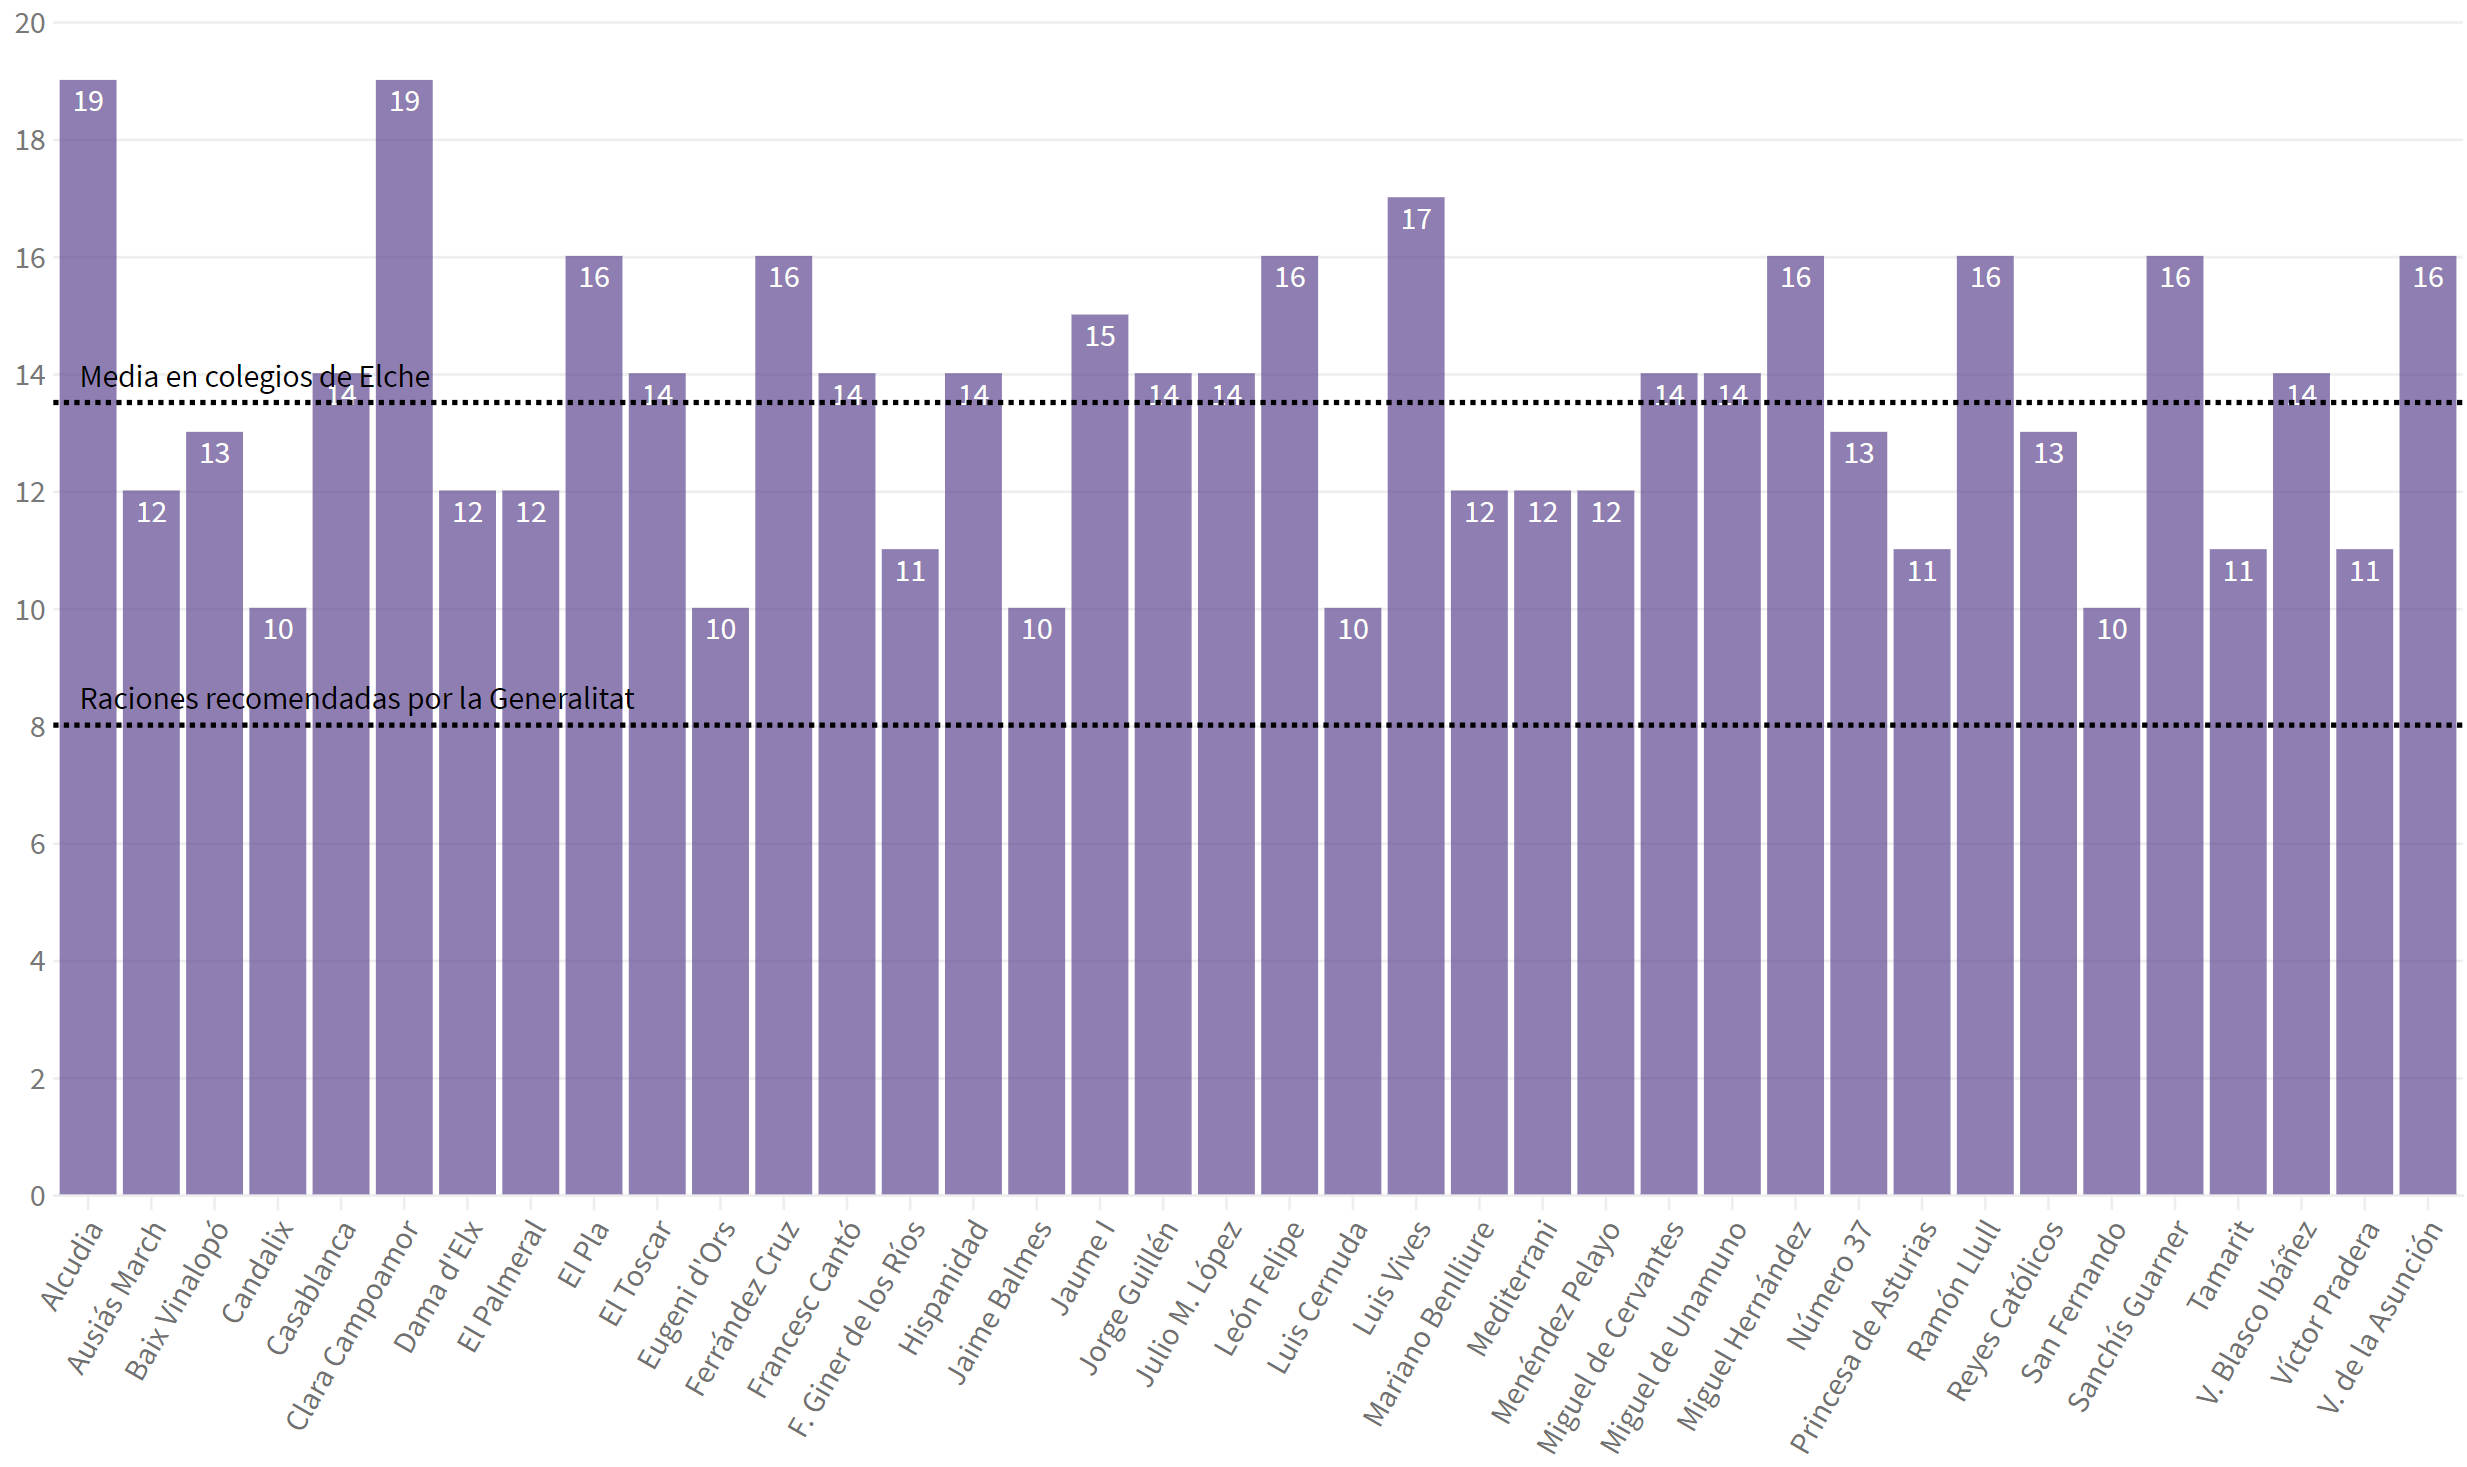 20
18
16
14
12
10
8
6
4
2
0
Media en colegios de Elche
Raciones recomendadas por la Generalitat
19
12
13
10
14
19
12
12
16
14
10
16
14
11
14
10
15
14
14
16
10
17
12
12
12
14
14
16
13
11
16
13
10
16
11
14
11
16
Alcudia
Ausiás March
Baix Vinalopó
Candalix
Casablanca
Clara Campoamor
Dama d'Elx
El Palmeral
El Pla
El Toscar
Eugeni d'Ors
Ferrández Cruz
Francesc Cantó
F. Giner de los Ríos
Hispanidad
Jaime Balmes
Jaume I
Jorge Guillén
Julio M. López
León Felipe
Luis Cernuda
Luis Vives
Mariano Benlliure
Mediterrani
Menéndez Pelayo
Miguel de Cervantes
Miguel de Unamuno
Miguel Hernández
Número 37
Princesa de Asturias
Ramón Llull
Reyes Católicos
San Fernando
Sanchís Guarner
Tamarit
V. Blasco Ibáñez
Víctor Pradera
V. de la Asunción